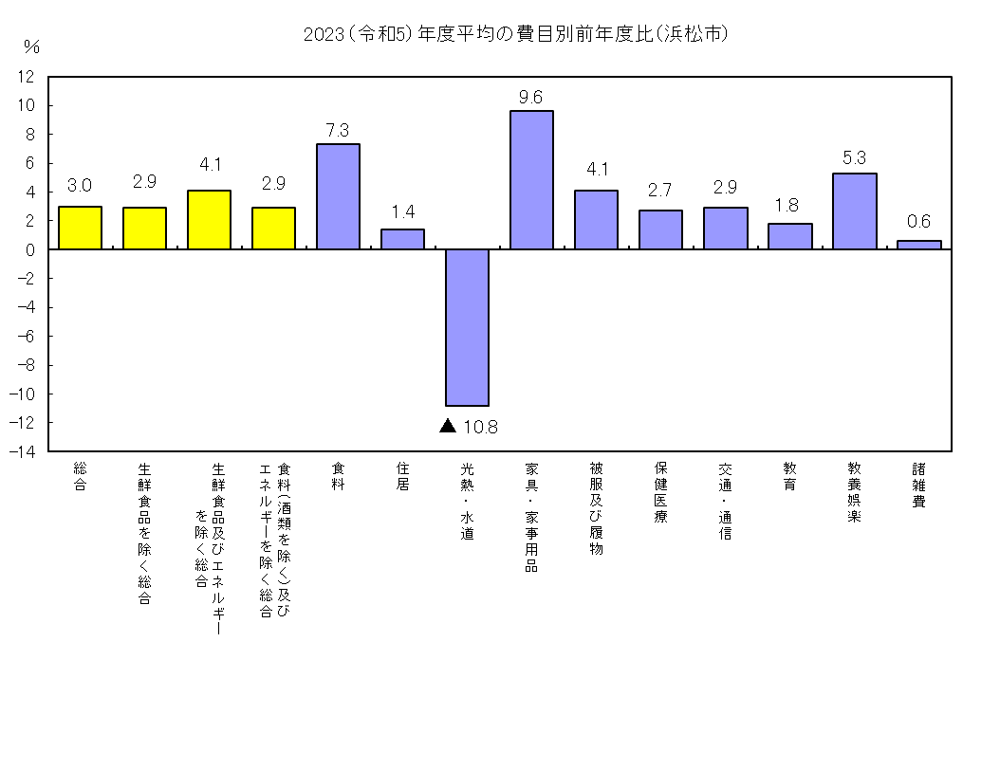 2023(令和5)年度平均の費目別前年度比(浜松市)
%
12
10
8
6
4
2
0
-2
-4
-6
-8
-10
-12
-14
3.0
2.9
4.1
2.9
7.3
1.4
▲ 10.8
9.6
4.1
2.7
2.9
1.8
5.3
0.6
総合
生鮮食品を除く総合
生鮮食品及びエネルギー
を除く総合
食料(酒類を除く)及び
エネルギーを除く総合
食料
住居
光熱・水道
家具・家事用品
被服及び履物
保健医療
交通・通信
教育
教養娯楽
諸雑費